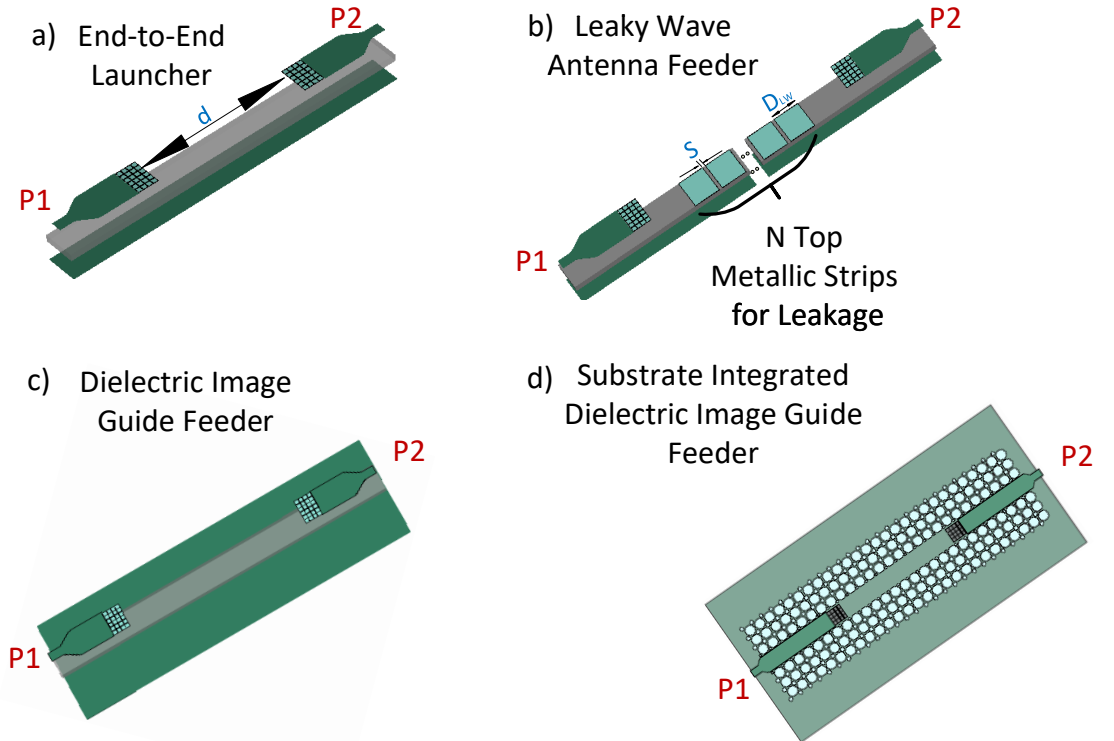 a) End-to-End
Launcher
P2
d
P1
b) Leaky Wave
Antenna Feeder
P2
D_LW
S
P1
N Top
Metallic Strips
for Leakage
c) Dielectric Image
Guide Feeder
P2
P1
d) Substrate Integrated
Dielectric Image Guide
Feeder
P2
P1